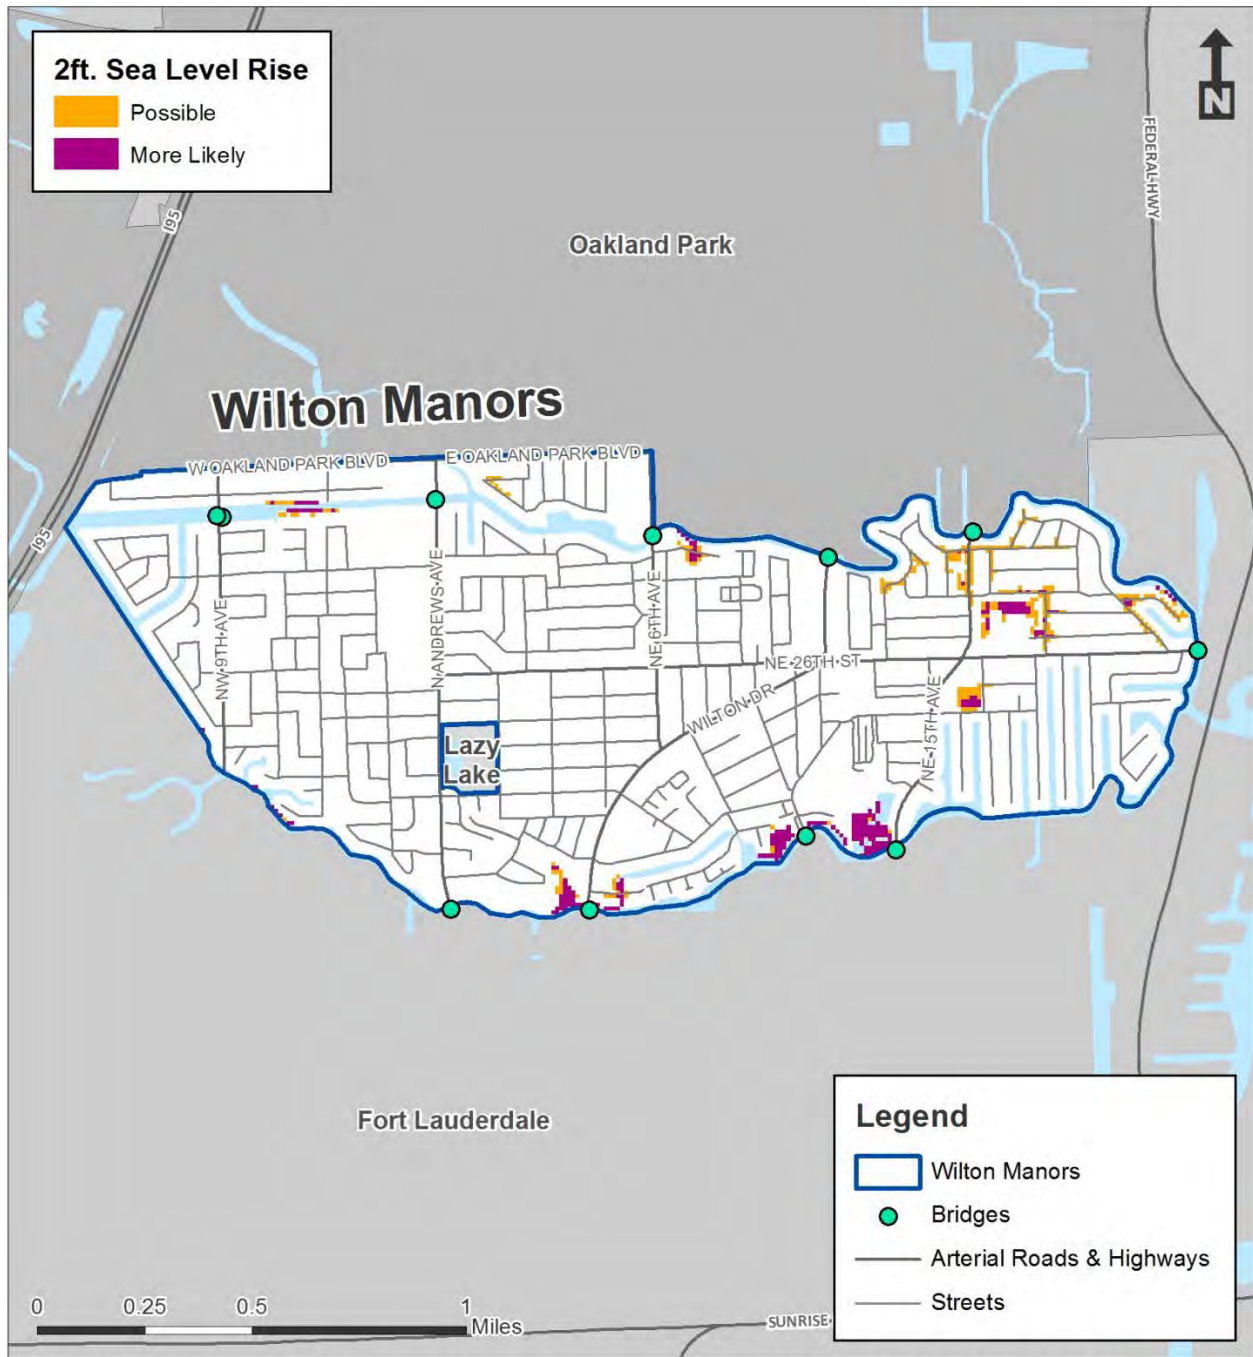 2ft. Sea Level Rise
Possible
More Likely
N
FEDERAL HWY
I95
Oakland Park
Wilton Manors
W OAKLAND PARK BLVD
E OAKLAND PARK BLVD
I95
NW 9TH AVE
N ANDREWS AVE
NE 6TH AVE
NE 26TH ST
WILTON DR
NE 15TH AVE
Lazy
Lake
Fort Lauderdale
Legend
Wilton Manors
Bridges
Arterial Roads & Highways
Streets
0 0.25 0.5 1
Miles
SUNRISE